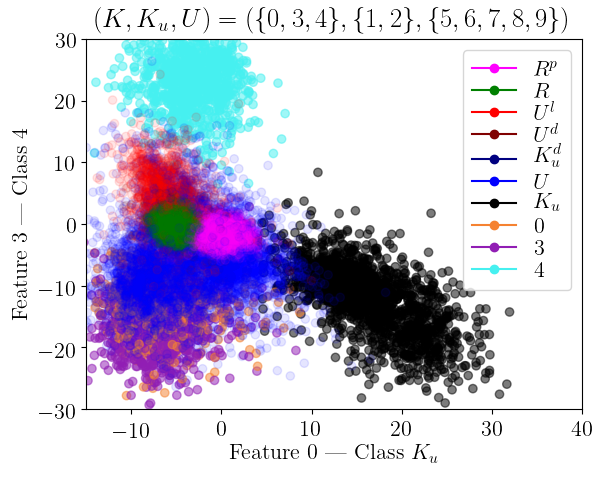 (K, K_u, U) = ({0, 3, 4}, {1, 2}, {5, 6, 7, 8, 9})
Feature 3 — Class 4
30
20
10
0
−10
−20
−30
R^p
R
U^l
U^d
K_u^d
U
K_u
0
3
4
−10
0
10
20
30
40
Feature 0 — Class K_u